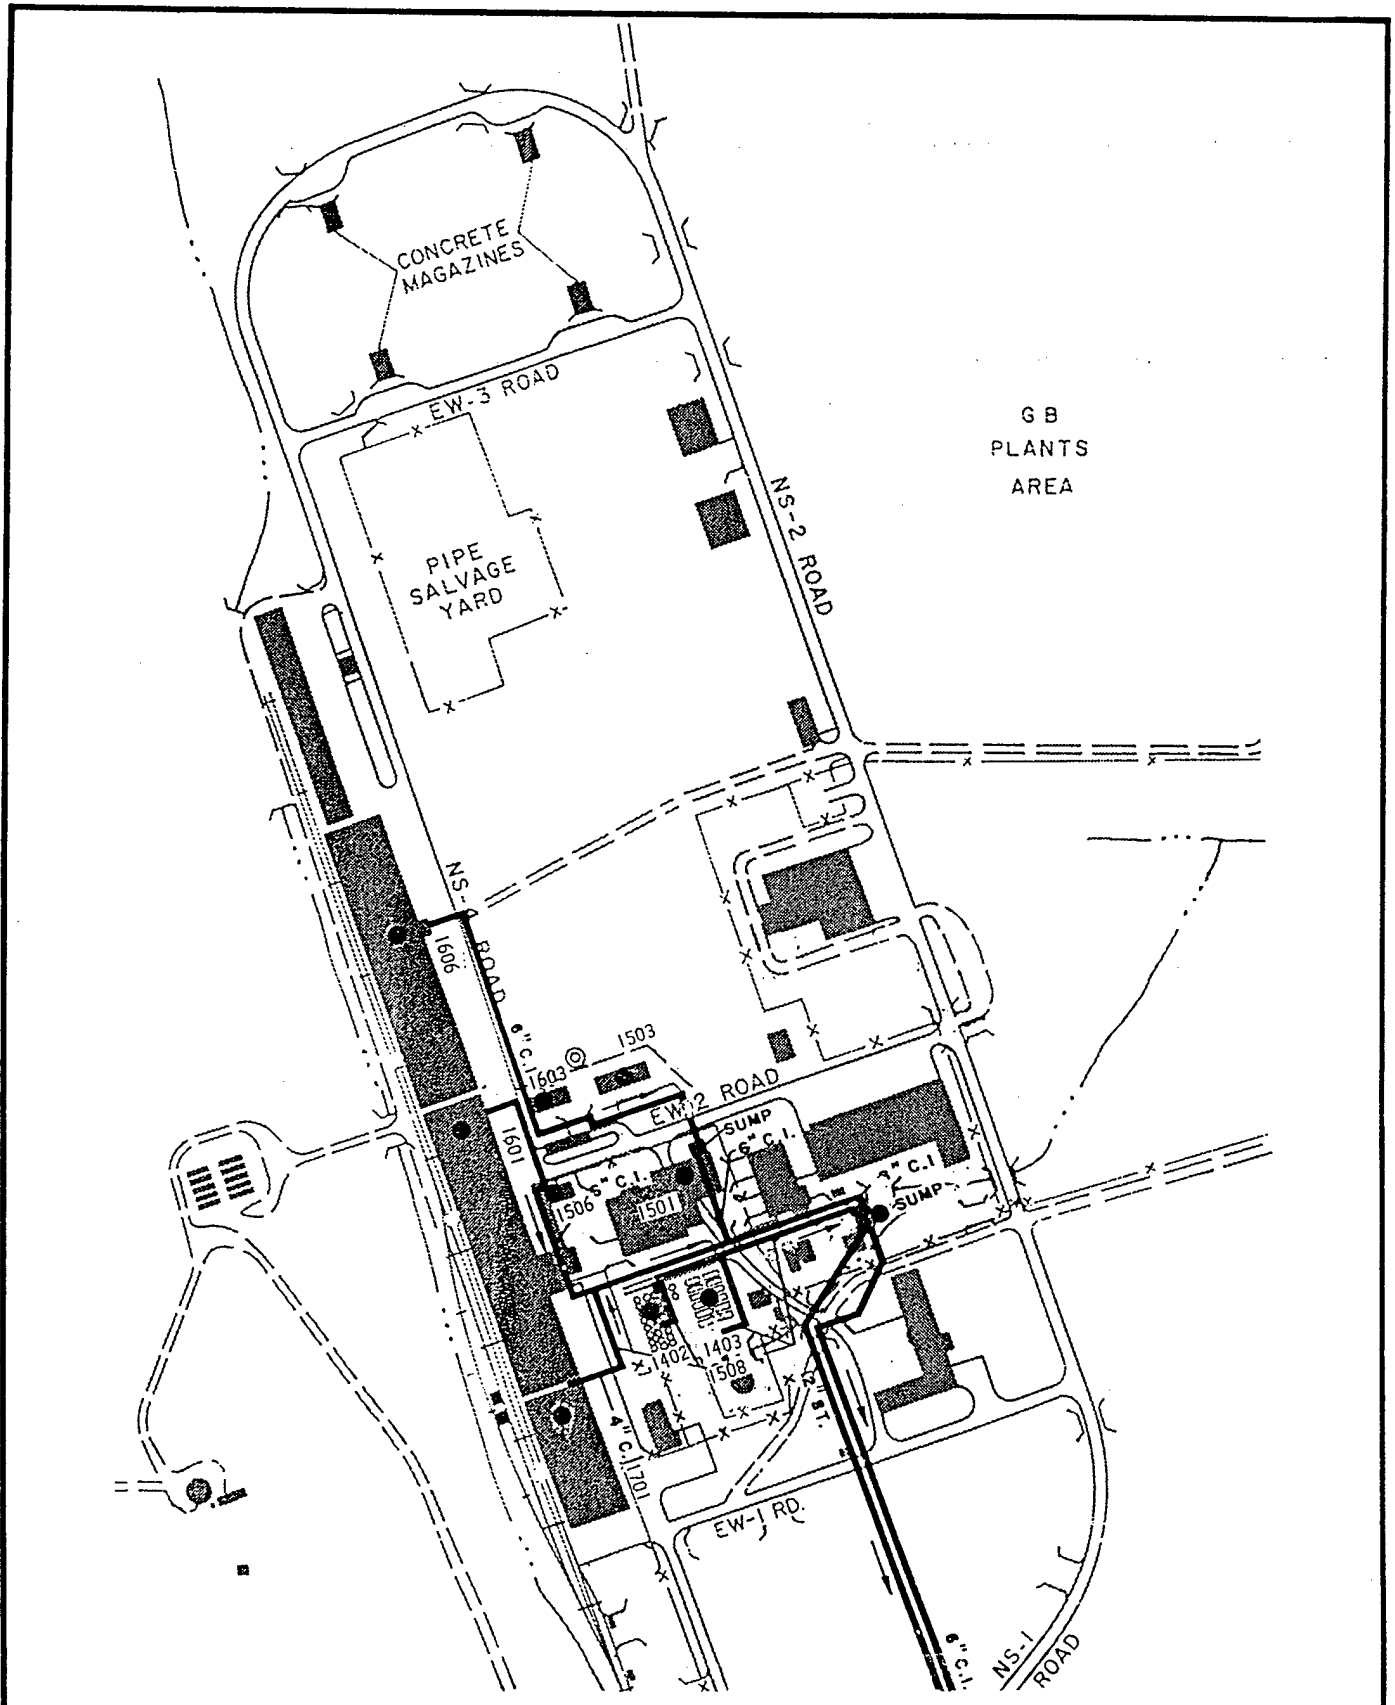 CONCRETE
MAGAZINES
EW-3 ROAD
G B
PLANTS
AREA
NS-2 ROAD
PIPE
SALVAGE
YARD
NS-
ROAD
1606
6" C.I.
1503
1603
EW-2 ROAD
SUMP
6" C.I.
1601
C.I.
3" C.I
SUMP
1506
1501
1402
1403
1508
ST.
4" C.I.
1701
EW-1 RD.
6" C.I.
NS-1
ROAD